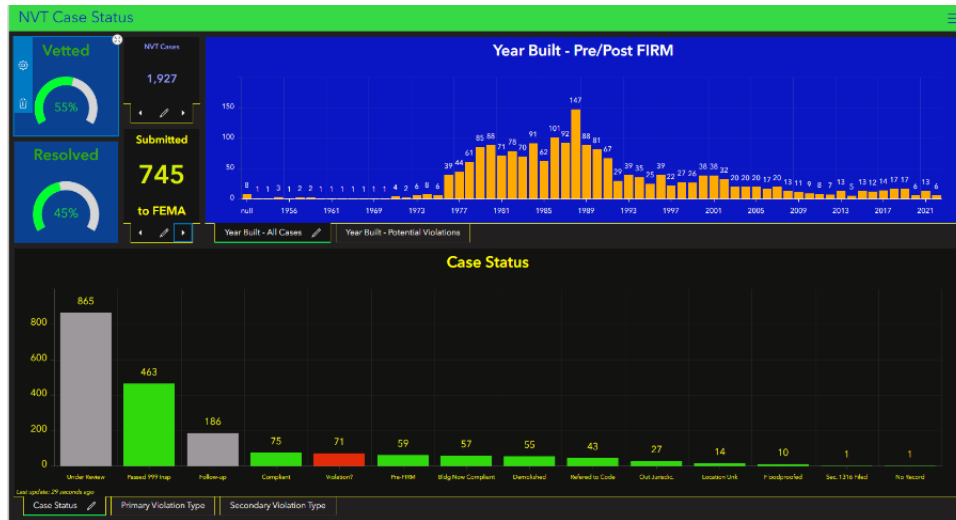 NVT Case Status
Vetted
55%
NVT Cases
1,927
Resolved
45%
Submitted
745
to FEMA
Year Built - Pre/Post FIRM
150
100
50
0
8 1 1 3 1 2 2 1 1 1 1 1 1 1 4 2 6 8 6 39 44 61 85 88 71 78 70 91 62 101 92 147 88 81 67 29 39 35 25 39 22 27 26 38 38 32 20 20 20 17 20 13 11 9 8 7 13 5 13 12 14 17 17 6 13 6
null 1956 1961 1969 1973 1977 1981 1985 1989 1993 1997 2001 2005 2009 2013 2017 2021
Year Built - All Cases
Year Built - Potential Violations
Case Status
800
600
400
200
0
865 463 186 75 71 59 57 55 43 27 14 10 1 1
Under Review Passed 999 Insp Follow-up Compliant Violation? Pre-FIRM Bldg Now Compliant Demolished Refered to Code Out Jurisdic. Location Unk Floodproofed Sec. 1316 Filed No Record
Last update: 29 seconds ago
Case Status
Primary Violation Type
Secondary Violation Type